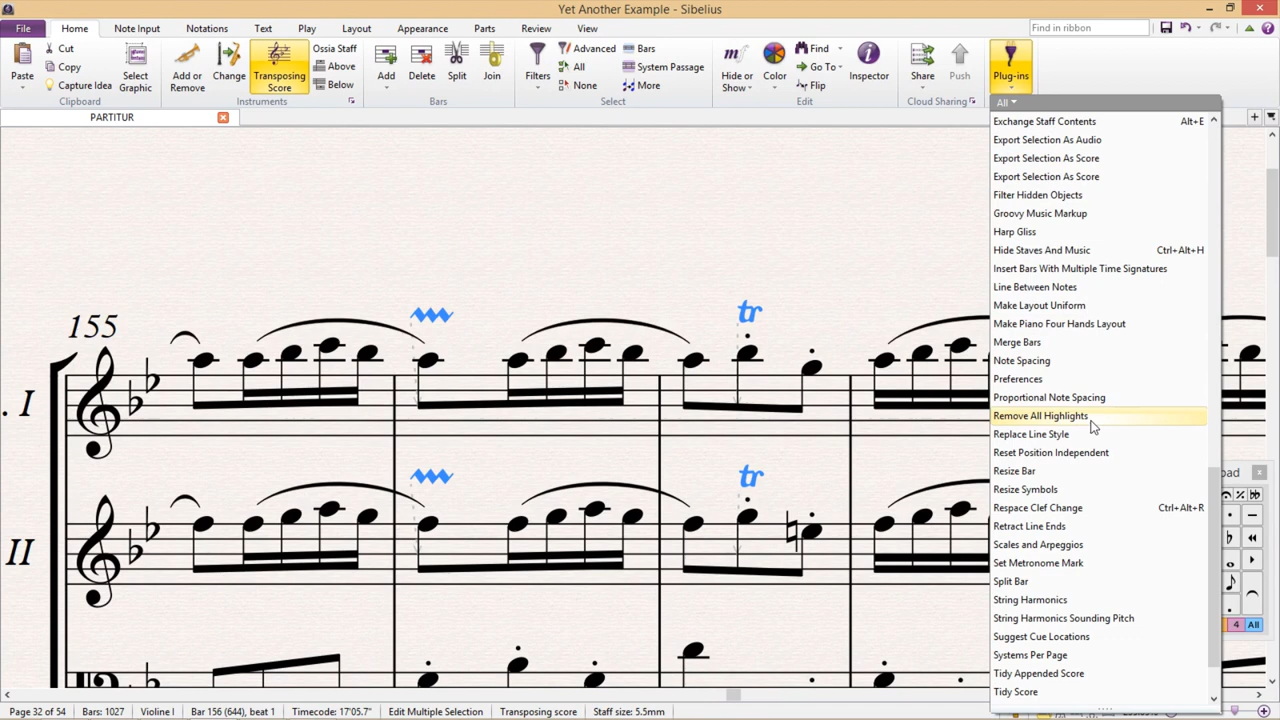 Yet Another Example - Sibelius
File Home Note Input Notations Text Play Layout Appearance Parts Review View Find in ribbon
Paste
Cut
Copy
Capture Idea
Select Graphic
Clipboard
Add or Remove
Change
Transposing Score
Ossia Staff
Above
Below
Instruments
Add
Delete
Split
Join
Bars
Filters
Advanced
All
None
Bars
System Passage
More
Select
Hide or Show
Color
Find
Go To
Flip
Inspector
Edit
Share
Push
Cloud Sharing
Plug-ins
PARTITUR
All
Exchange Staff Contents Alt+E
Export Selection As Audio
Export Selection As Score
Export Selection As Score
Filter Hidden Objects
Groovy Music Markup
Harp Gliss
Hide Staves And Music Ctrl+Alt+H
Insert Bars With Multiple Time Signatures
Line Between Notes
Make Layout Uniform
Make Piano Four Hands Layout
Merge Bars
Note Spacing
Preferences
Proportional Note Spacing
Remove All Highlights
Replace Line Style
Reset Position Independent
Resize Bar
Resize Symbols
Respace Clef Change Ctrl+Alt+R
Retract Line Ends
Scales and Arpeggios
Set Metronome Mark
Split Bar
String Harmonics
String Harmonics Sounding Pitch
Suggest Cue Locations
Systems Per Page
Tidy Appended Score
Tidy Score
155
tr
. I
tr
II
4 All
Page 32 of 54 Bars: 1027 Violine I Bar 156 (644), beat 1 Timecode: 17'05.7" Edit Multiple Selection Transposing score Staff size: 5.5mm